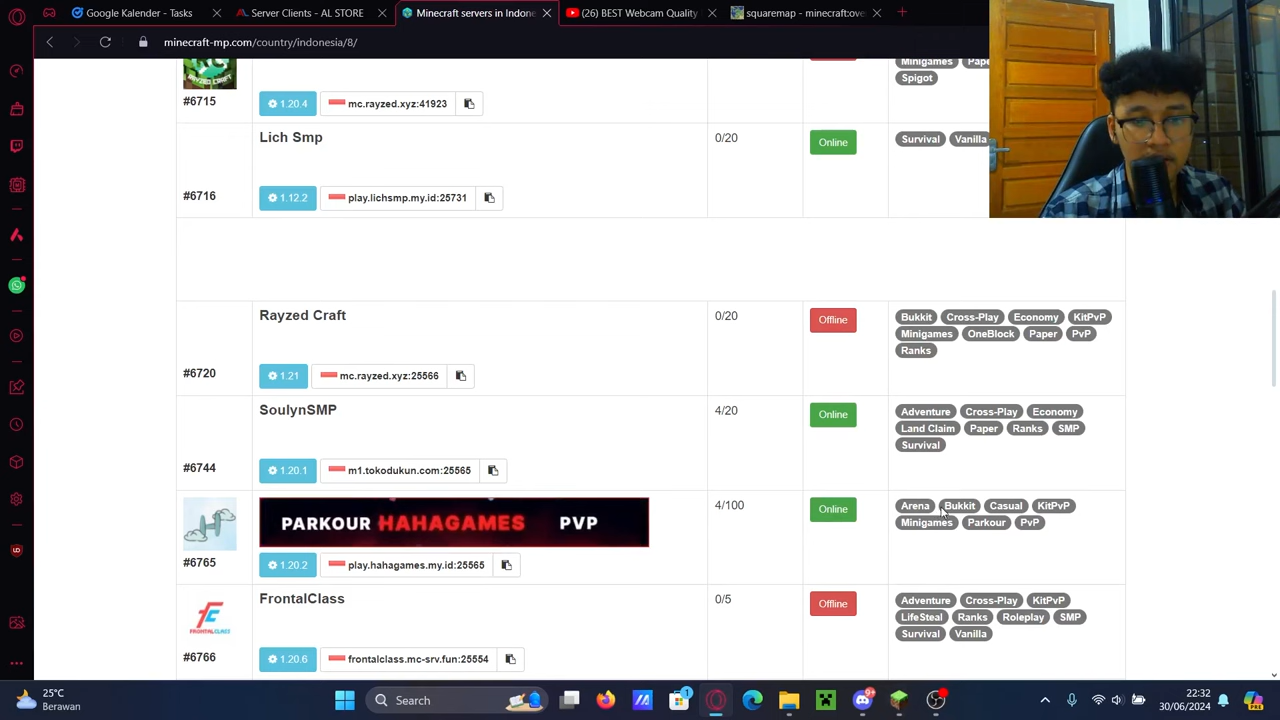 Google Kalender - Tasks
Server Clients - AL STORE
Minecraft servers in Indone
(26) BEST Webcam Quality
squaremap - minecraft:ove
minecraft-mp.com/country/indonesia/8/
RAYZED CRAFT
#6715
1.20.4
mc.rayzed.xyz:41923
Minigames
Spigot
Lich Smp
#6716
1.12.2
play.lichsmp.my.id:25731
0/20
Online
Survival
Vanilla
Rayzed Craft
#6720
1.21
mc.rayzed.xyz:25566
0/20
Offline
Bukkit Cross-Play Economy KitPvP
Minigames OneBlock Paper PvP
Ranks
SoulynSMP
#6744
1.20.1
m1.tokodukun.com:25565
4/20
Online
Adventure Cross-Play Economy
Land Claim Paper Ranks SMP
Survival
PARKOUR HAHAGAMES PVP
#6765
1.20.2
play.hahagames.my.id:25565
4/100
Online
Arena Bukkit Casual KitPvP
Minigames Parkour PvP
FrontalClass
FRONTALCLASS
#6766
1.20.6
frontalclass.mc-srv.fun:25554
0/5
Offline
Adventure Cross-Play KitPvP
LifeSteal Ranks Roleplay SMP
Survival Vanilla
25°C
Berawan
Search
22:32
30/06/2024